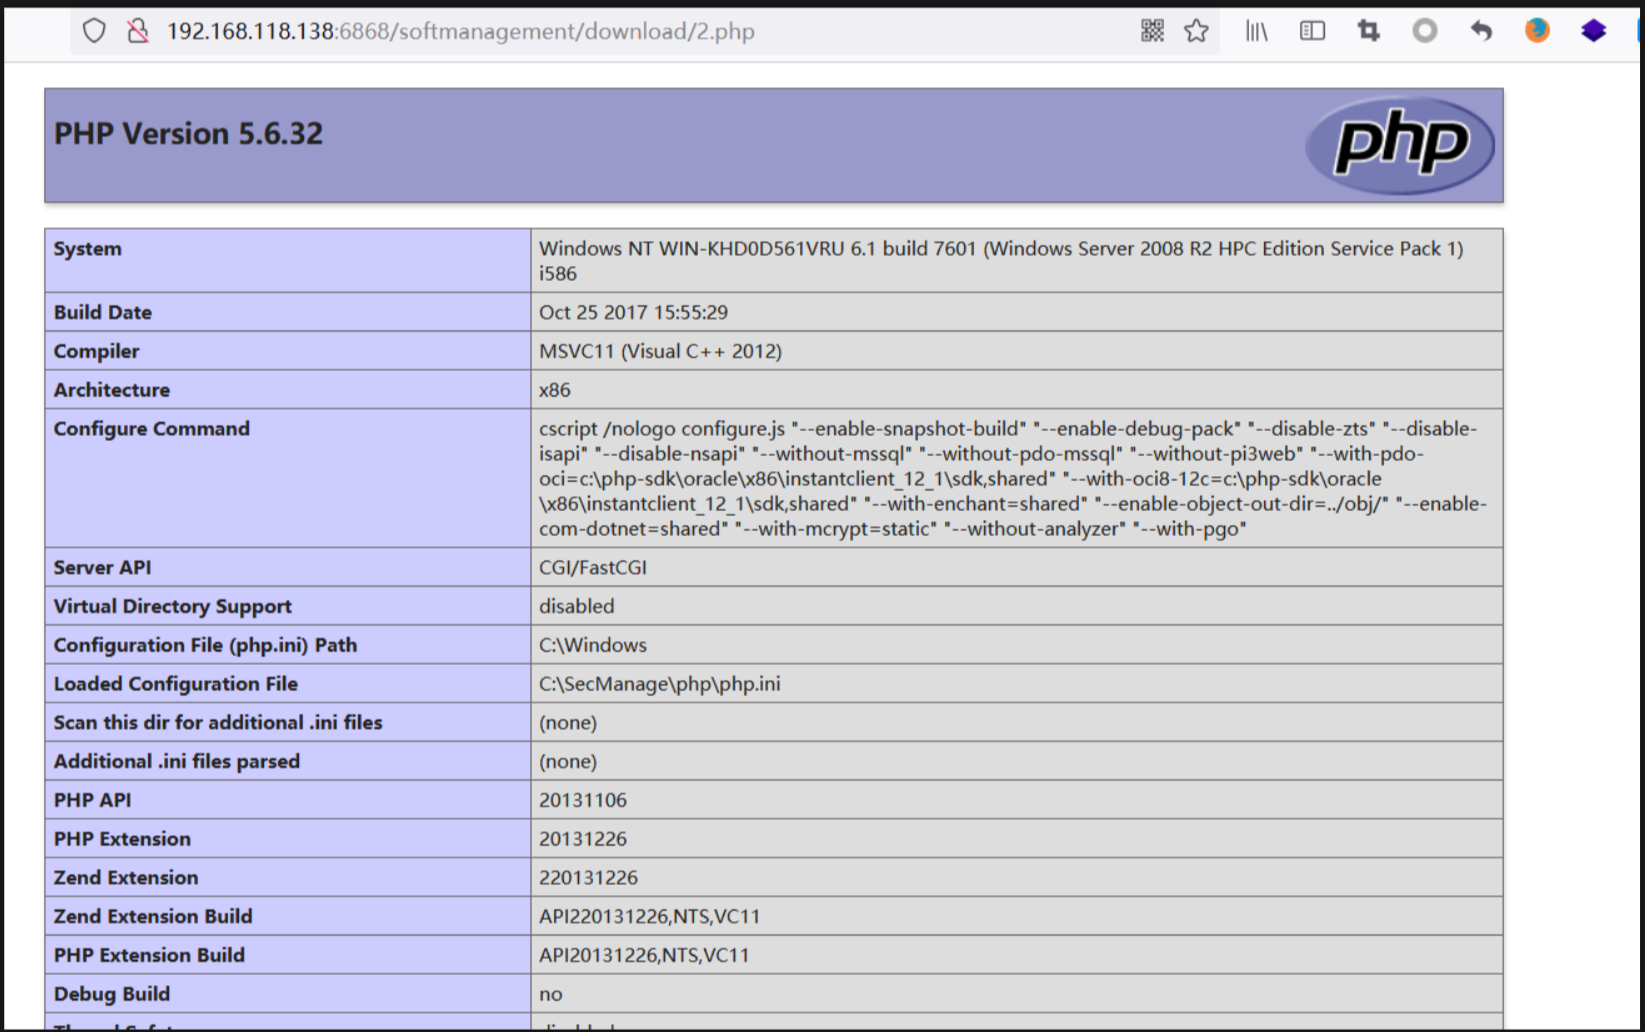 192.168.118.138:6868/softmanagement/download/2.php
PHP Version 5.6.32
php
System
Windows NT WIN-KHD0D561VRU 6.1 build 7601 (Windows Server 2008 R2 HPC Edition Service Pack 1)
i586
Build Date
Oct 25 2017 15:55:29
Compiler
MSVC11 (Visual C++ 2012)
Architecture
x86
Configure Command
cscript /nologo configure.js "--enable-snapshot-build" "--enable-debug-pack" "--disable-zts" "--disable-
isapi" "--disable-nsapi" "--without-mssql" "--without-pdo-mssql" "--without-pi3web" "--with-pdo-
oci=c:\php-sdk\oracle\x86\instantclient_12_1\sdk,shared" "--with-oci8-12c=c:\php-sdk\oracle
\x86\instantclient_12_1\sdk,shared" "--with-enchant=shared" "--enable-object-out-dir=../obj/" "--enable-
com-dotnet=shared" "--with-mcrypt=static" "--without-analyzer" "--with-pgo"
Server API
CGI/FastCGI
Virtual Directory Support
disabled
Configuration File (php.ini) Path
C:\Windows
Loaded Configuration File
C:\SecManage\php\php.ini
Scan this dir for additional .ini files
(none)
Additional .ini files parsed
(none)
PHP API
20131106
PHP Extension
20131226
Zend Extension
220131226
Zend Extension Build
API220131226,NTS,VC11
PHP Extension Build
API20131226,NTS,VC11
Debug Build
no